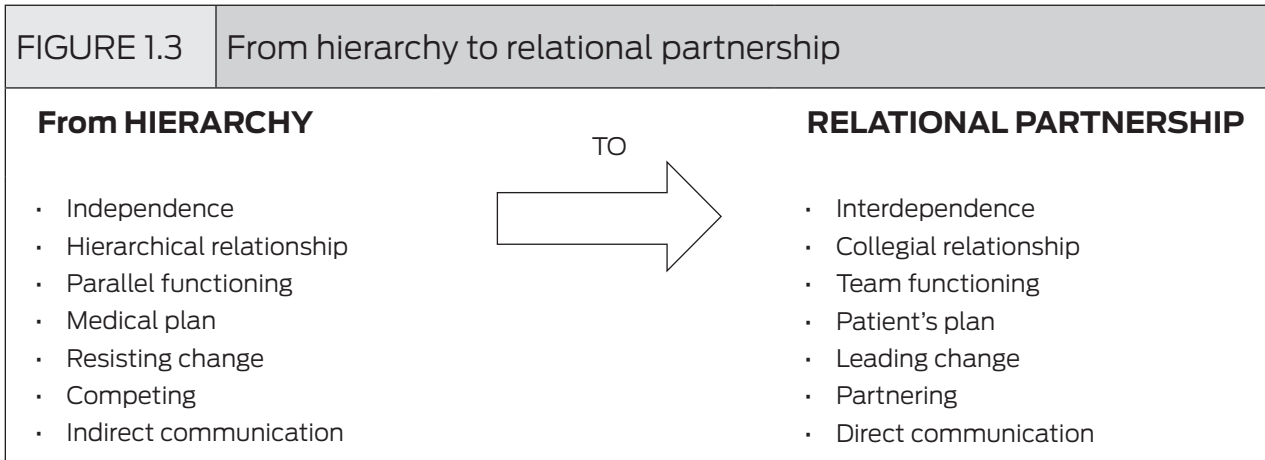 FIGURE 1.3
From hierarchy to relational partnership
From HIERARCHY
· Independence
· Hierarchical relationship
· Parallel functioning
· Medical plan
· Resisting change
· Competing
· Indirect communication
TO
RELATIONAL PARTNERSHIP
· Interdependence
· Collegial relationship
· Team functioning
· Patient’s plan
· Leading change
· Partnering
· Direct communication